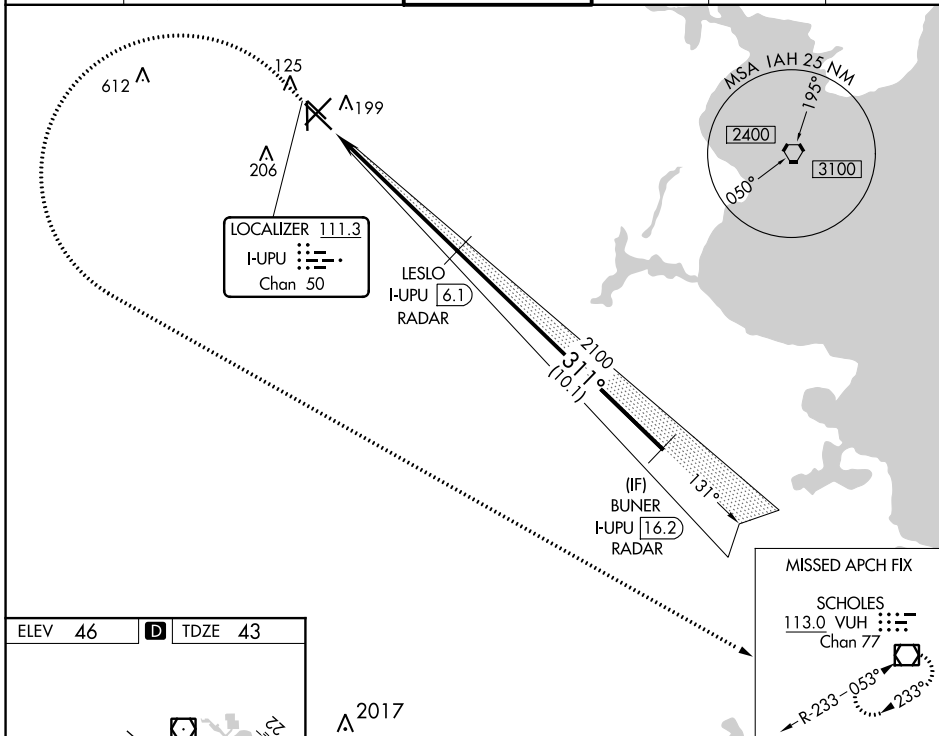 612
125
199
206
LOCALIZER 111.3
I-UPU
Chan 50
LESLO
I-UPU 6.1
RADAR
2100
311°
(10.1)
131°
(IF)
BUNER
I-UPU 16.2
RADAR
MSA IAH 25 NM
195°
2400
3100
050°
MISSED APCH FIX
SCHOLES
113.0 VUH
Chan 77
R-233
053°
233°
ELEV 46 D TDZE 43
22
2017